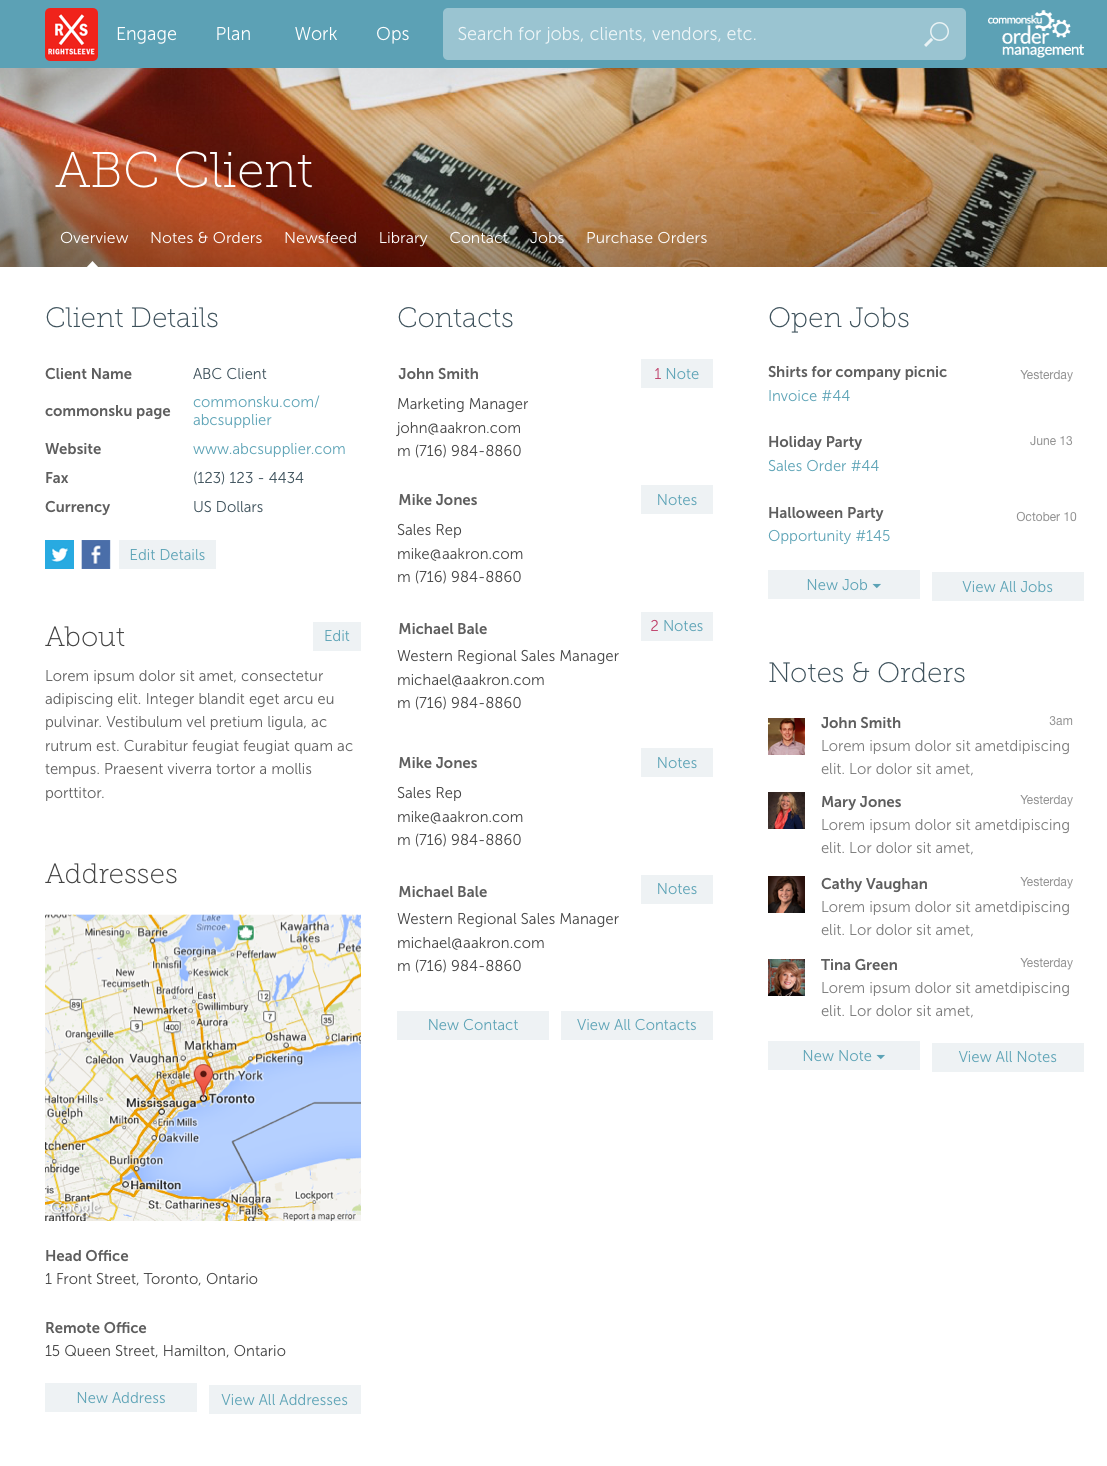 RXS
RIGHTSLEEVE
Engage
Plan
Work
Ops
Search for jobs, clients, vendors, etc.
commonsku
order
management
ABC Client
Overview
Notes & Orders
Newsfeed
Library
Contact
Jobs
Purchase Orders
Client Details
Client Name
ABC Client
commonsku page
commonsku.com/
abcsupplier
Website
www.abcsupplier.com
Fax
(123) 123 - 4434
Currency
US Dollars
Edit Details
About
Edit
Lorem ipsum dolor sit amet, consectetur
adipiscing elit. Integer blandit eget arcu eu
pulvinar. Vestibulum vel pretium ligula, ac
rutrum est. Curabitur feugiat feugiat quam ac
tempus. Praesent viverra tortor a mollis
porttitor.
Addresses
Lake
Simcoe
Minesing
Barrie
Kawartha
Lakes
Pete
Georgina
Pefferlaw
Innisfil
Keswick
New
Tecumseth
Bradford
East
Gwillimbury
12
89
Newmarket
7
9
400
Aurora
35
Orangeville
Markham
Oshawa
Claring
Caledon
Vaughan
Pickering
Rexdale
orth York
Halton Hills
Mississauga
Toronto
Guelph
Milton
Erin Mills
Oakville
tchener
Burlington
mbridge
Hamilton
ris
Brant
Niagara
Falls
Lockport
St. Catharines
Google
rantford
Report a map error
Head Office
1 Front Street, Toronto, Ontario
Remote Office
15 Queen Street, Hamilton, Ontario
New Address
View All Addresses
Contacts
John Smith
1 Note
Marketing Manager
john@aakron.com
m (716) 984-8860
Mike Jones
Notes
Sales Rep
mike@aakron.com
m (716) 984-8860
Michael Bale
2 Notes
Western Regional Sales Manager
michael@aakron.com
m (716) 984-8860
Mike Jones
Notes
Sales Rep
mike@aakron.com
m (716) 984-8860
Michael Bale
Notes
Western Regional Sales Manager
michael@aakron.com
m (716) 984-8860
New Contact
View All Contacts
Open Jobs
Shirts for company picnic
Yesterday
Invoice #44
Holiday Party
June 13
Sales Order #44
Halloween Party
October 10
Opportunity #145
New Job
View All Jobs
Notes & Orders
John Smith
3am
Lorem ipsum dolor sit ametdipiscing
elit. Lor dolor sit amet,
Mary Jones
Yesterday
Lorem ipsum dolor sit ametdipiscing
elit. Lor dolor sit amet,
Cathy Vaughan
Yesterday
Lorem ipsum dolor sit ametdipiscing
elit. Lor dolor sit amet,
Tina Green
Yesterday
Lorem ipsum dolor sit ametdipiscing
elit. Lor dolor sit amet,
New Note
View All Notes